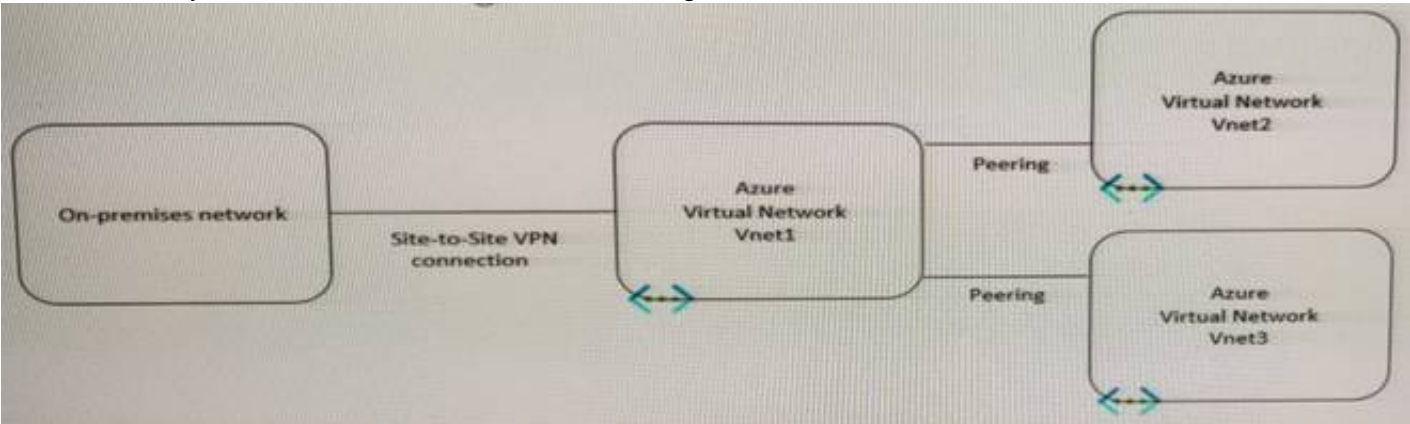 On-premises network
Site-to-Site VPN
connection
Azure
Virtual Network
Vnet1
Peering
Peering
Azure
Virtual Network
Vnet2
Azure
Virtual Network
Vnet3